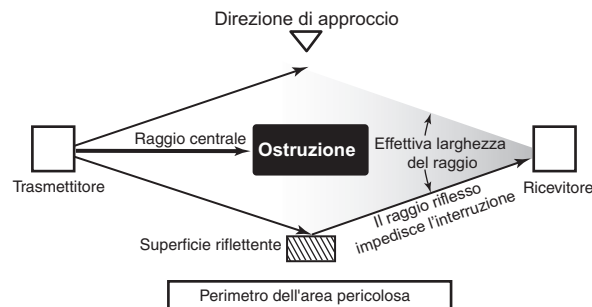 Direzione di approccio
Raggio centrale
Ostruzione
Effettiva larghezza
del raggio
Trasmettitore
Ricevitore
Il raggio riflesso
impedisce l'interruzione
Superficie riflettente
Perimetro dell'area pericolosa